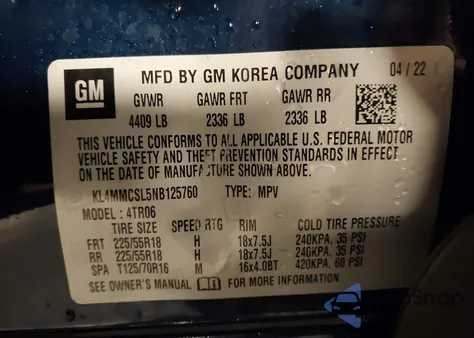 GM
MFD BY GM KOREA COMPANY 04 / 22
GVWR GAWR FRT GAWR RR
4409 LB 2336 LB 2336 LB
THIS VEHICLE CONFORMS TO ALL APPLICABLE U.S. FEDERAL MOTOR
VEHICLE SAFETY AND THEFT PREVENTION STANDARDS IN EFFECT
ON THE DATE OF MANUFACTURE SHOWN ABOVE.
KL4MMCSL5NB125760 TYPE: MPV
MODEL: 4TR06
TIRE SIZE SPEED RTG RIM COLD TIRE PRESSURE
FRT 225/55R18 H 18x7.5J 240KPA, 35 PSI
RR 225/55R18 H 18x7.5J 240KPA, 35 PSI
SPA T125/70R16 M 16x4.0BT 420KPA, 60 PSI
SEE OWNER'S MANUAL FOR MORE INFORMATION